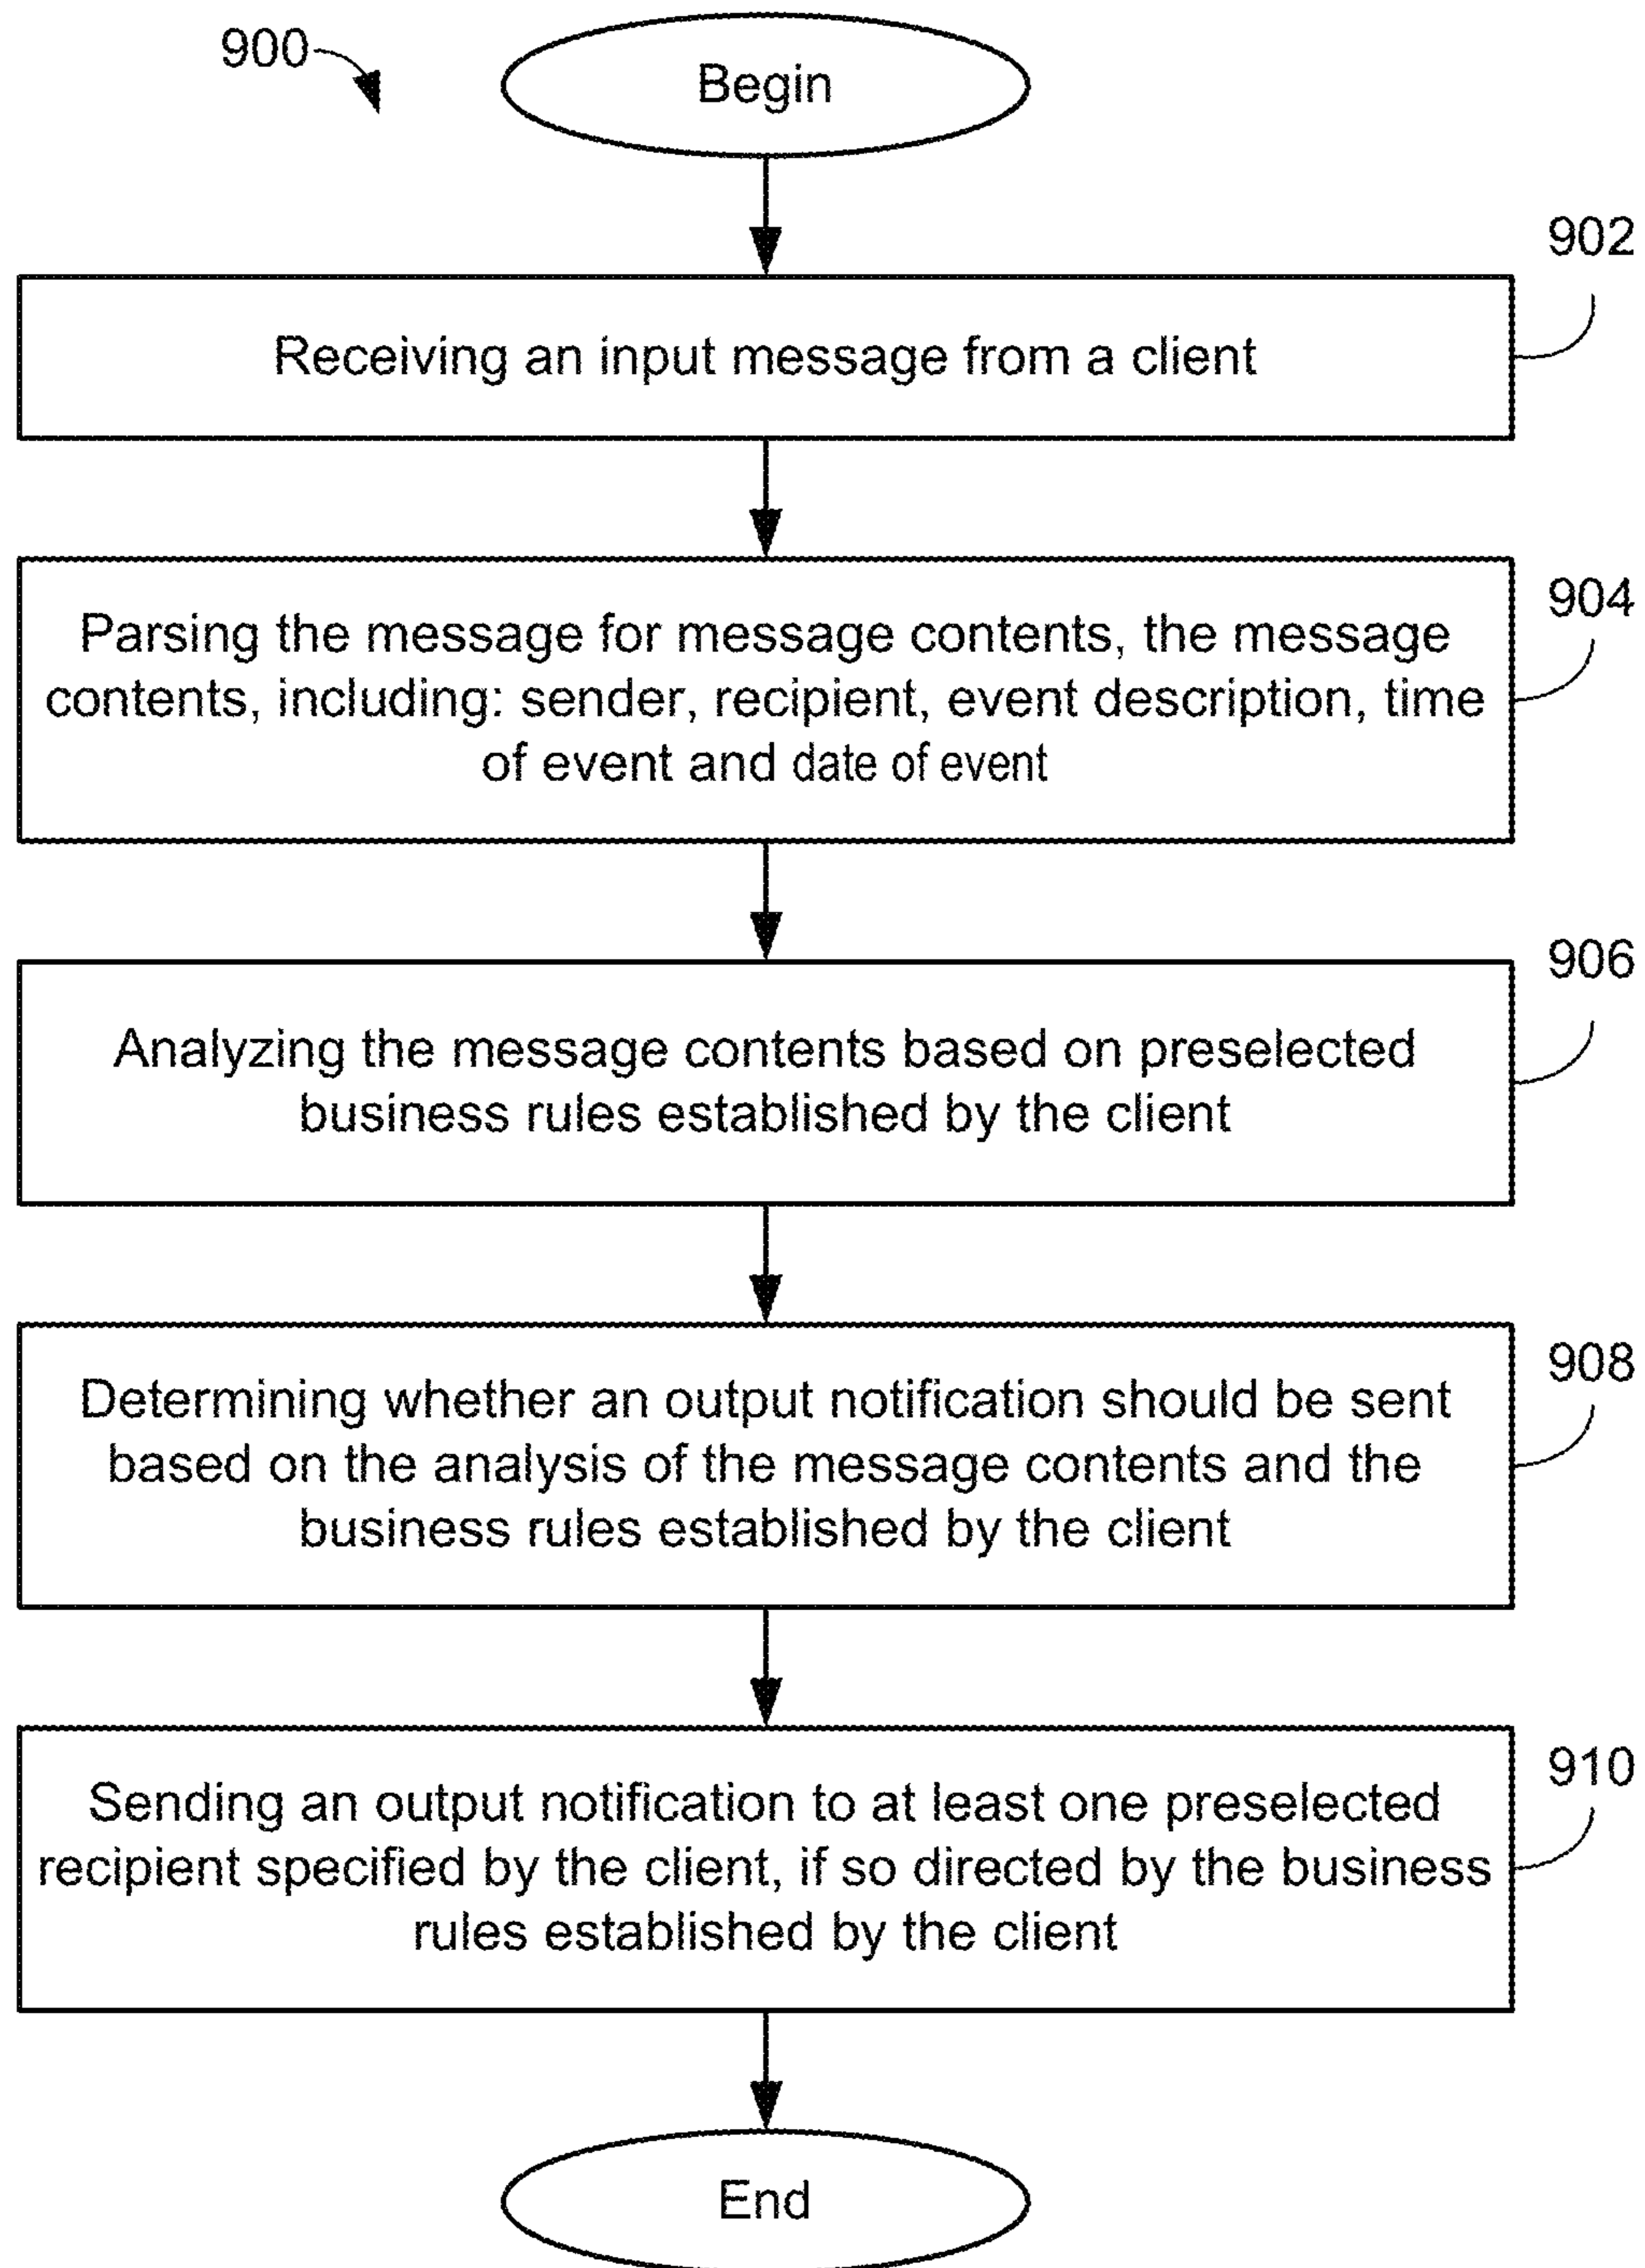 900
Begin
902
Receiving an input message from a client
904
Parsing the message for message contents, the message
contents, including: sender, recipient, event description, time
of event and date of event
906
Analyzing the message contents based on preselected
business rules established by the client
908
Determining whether an output notification should be sent
based on the analysis of the message contents and the
business rules established by the client
910
Sending an output notification to at least one preselected
recipient specified by the client, if so directed by the business
rules established by the client
End